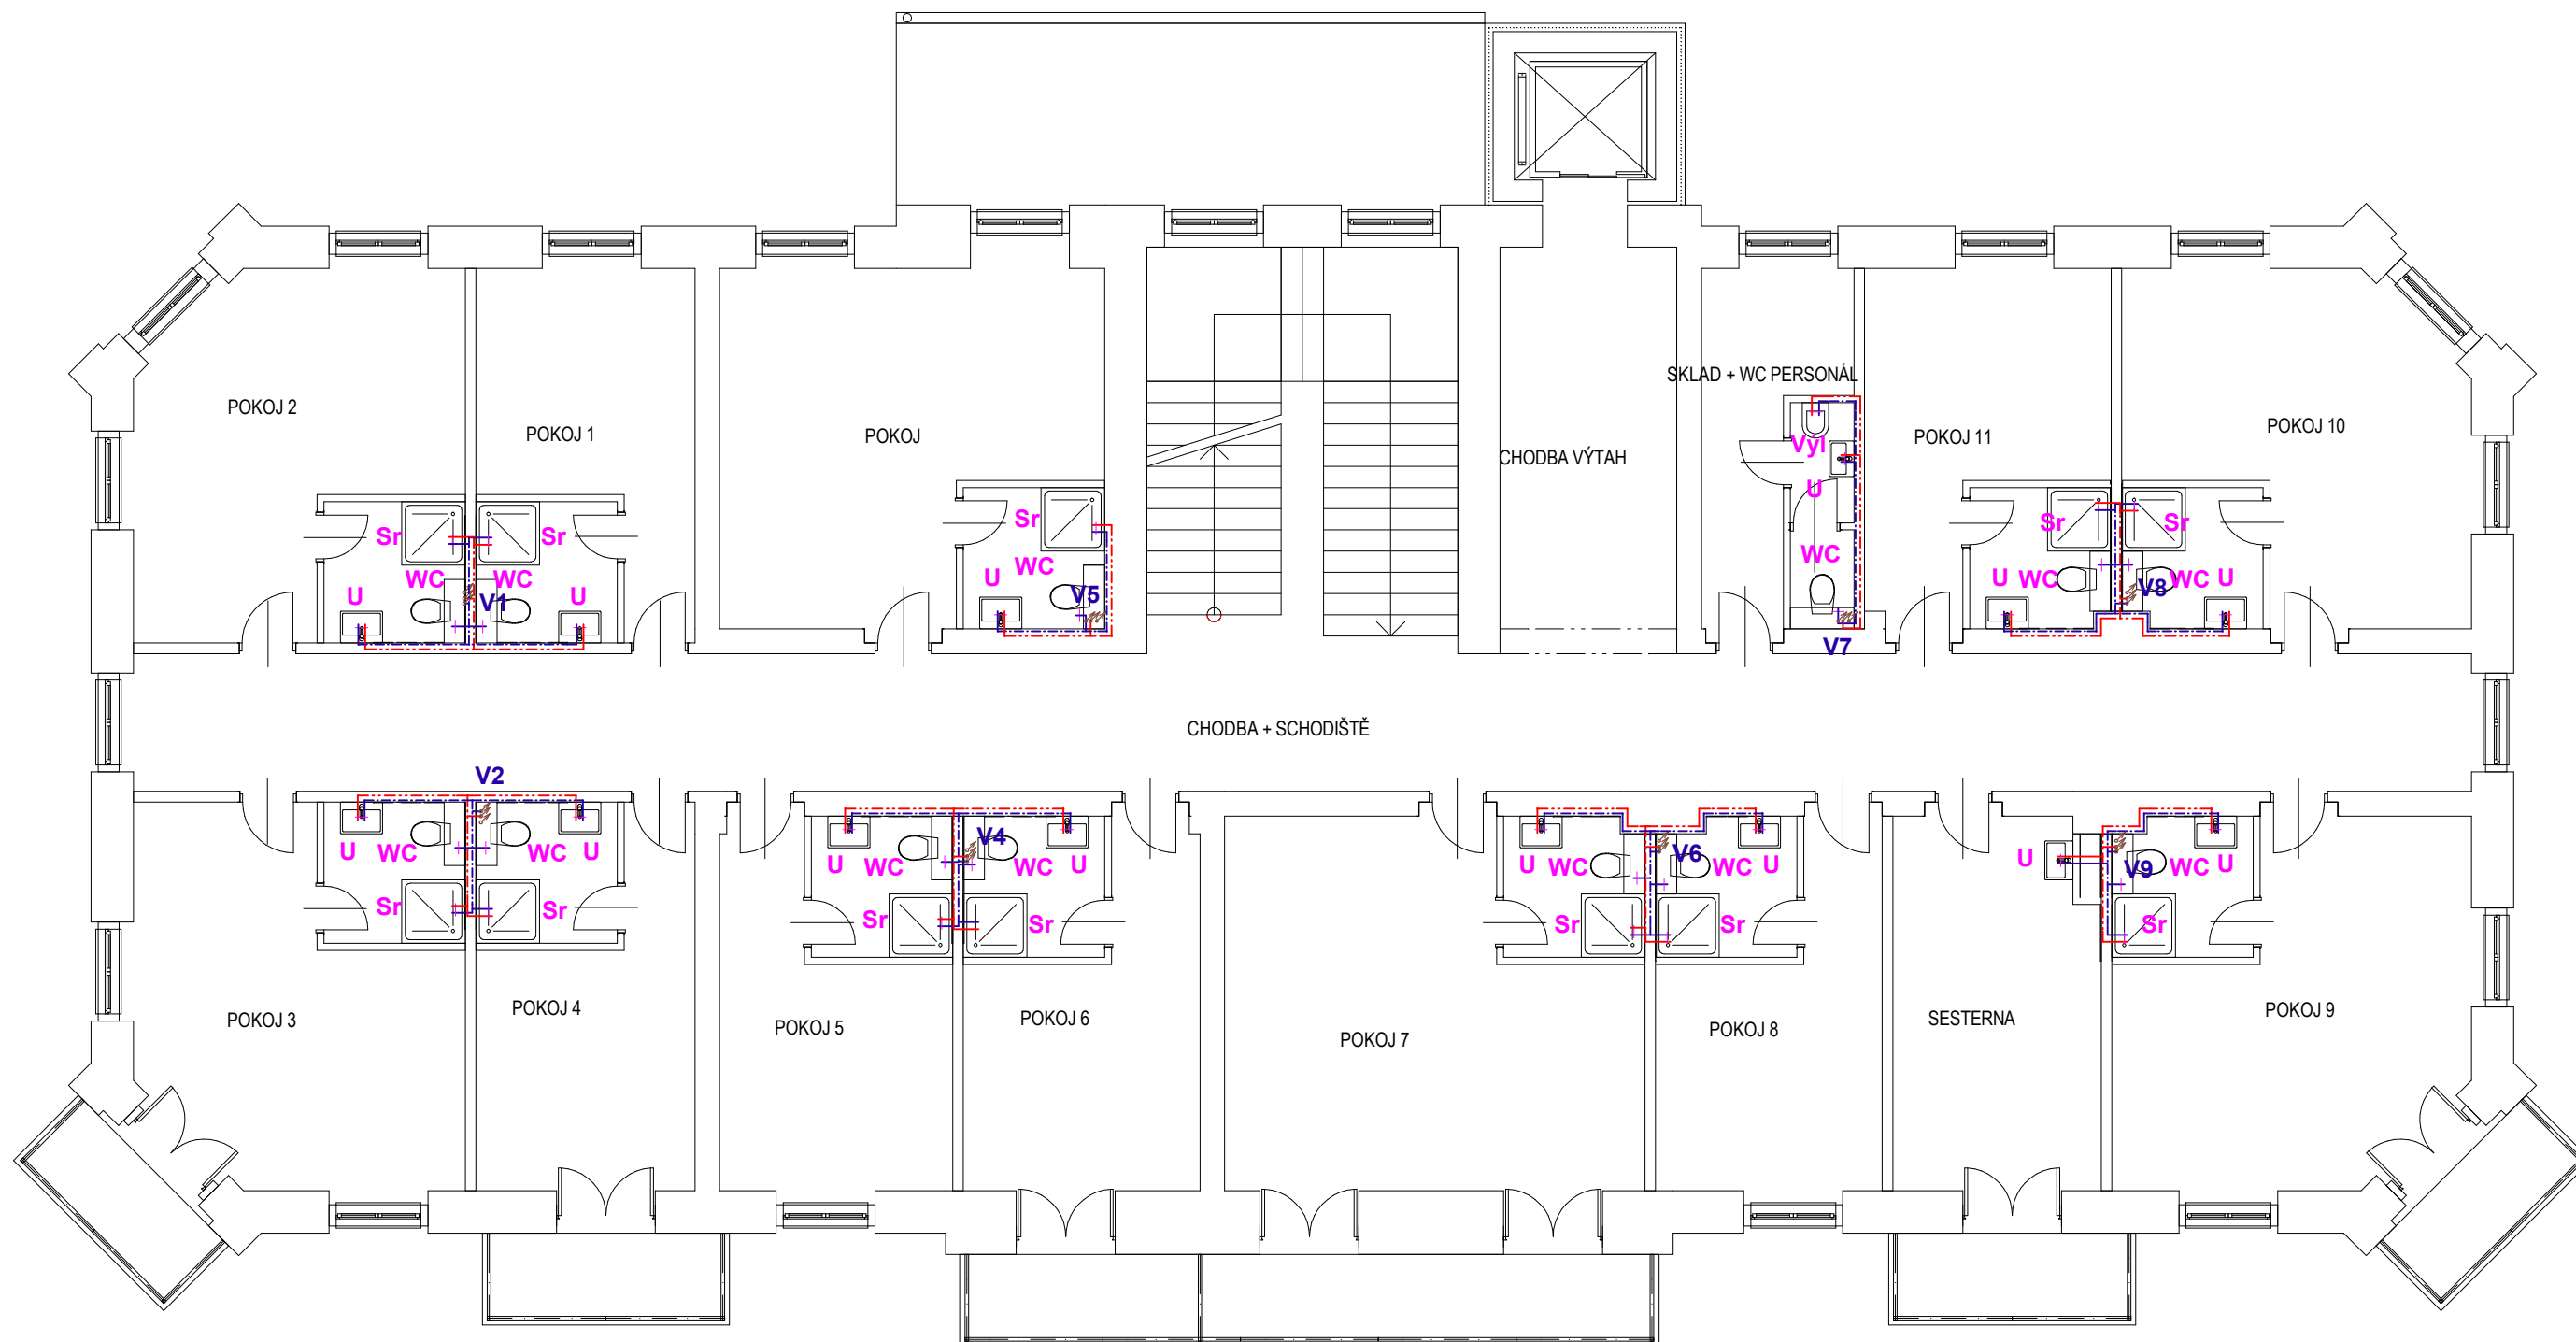 SKLAD + WC PERSONÁL
POKOJ 2
POKOJ 1
POKOJ
POKOJ 11
POKOJ 10
CHODBA VÝTAH
Výl
U
WC
V7
Sr
Sr
WC
WC
U
U
V1
Sr
WC
U
V5
Sr
Sr
WC
WC
U
U
V8
CHODBA + SCHODIŠTĚ
V2
U
WC
WC
U
Sr
Sr
V4
U
WC
WC
U
Sr
Sr
V6
U
WC
WC
U
Sr
Sr
U
V9
WC
U
Sr
POKOJ 3
POKOJ 4
POKOJ 5
POKOJ 6
POKOJ 7
POKOJ 8
SESTERNA
POKOJ 9